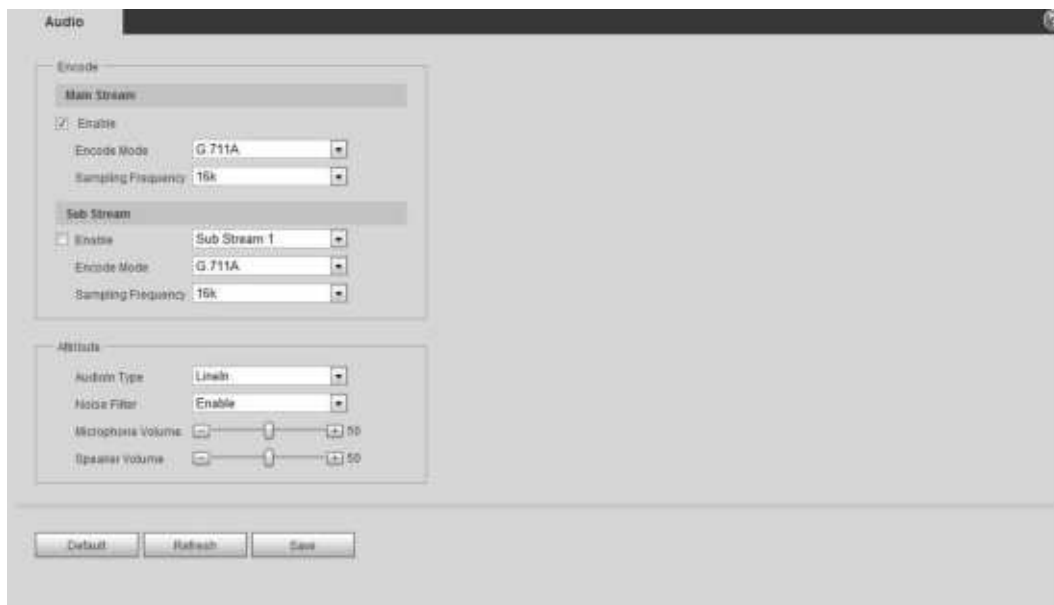 Audio
Encode
Main Stream
Enable
Encode Mode G.711A
Sampling Frequency 16k
Sub Stream
Enable Sub Stream 1
Encode Mode G.711A
Sampling Frequency 16k
Attribute
AudioIn Type LineIn
Noise Filter Enable
Microphone Volume 50
Speaker Volume 50
Default Refresh Save